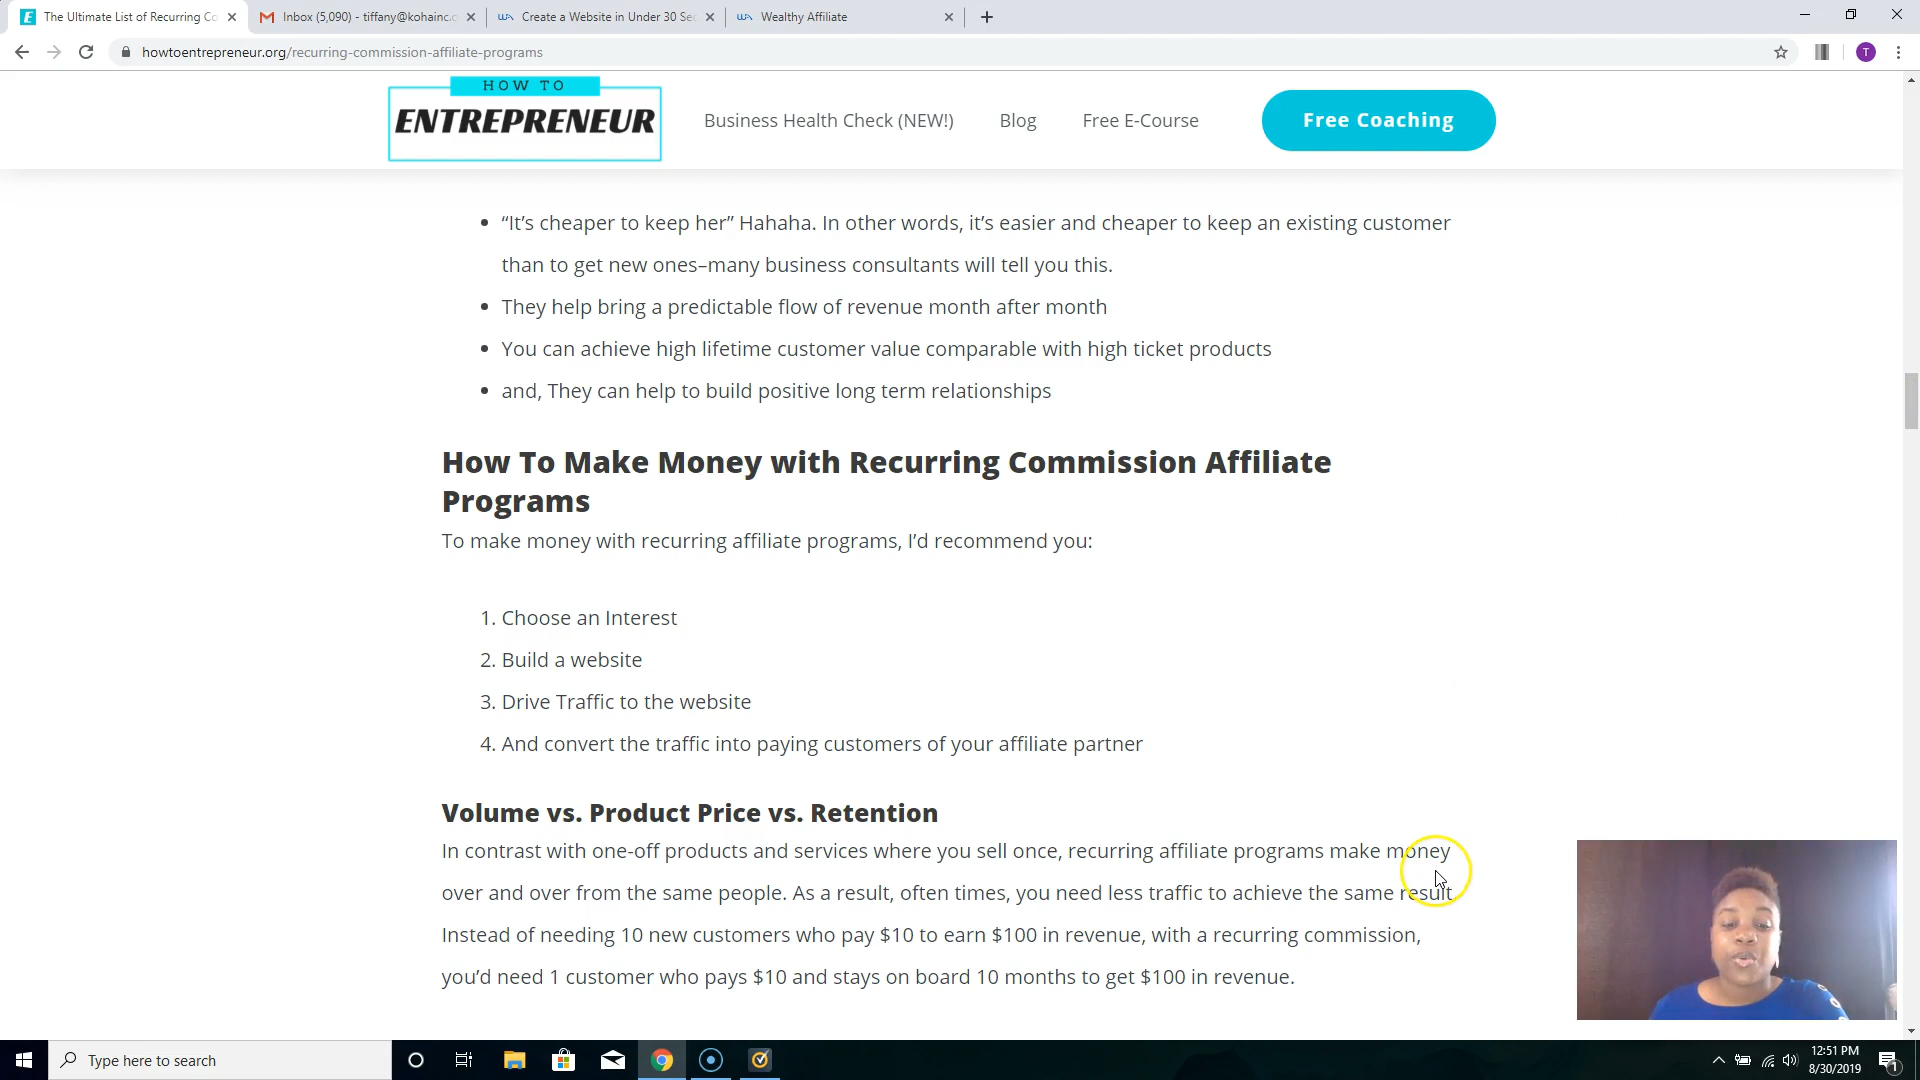 The Ultimate List of Recurring Co
Inbox (5,090) - tiffany@kohainc.c
Create a Website in Under 30 Sec
Wealthy Affiliate
howtoentrepreneur.org/recurring-commission-affiliate-programs
T
HOW TO
ENTREPRENEUR
Business Health Check (NEW!)
Blog
Free E-Course
Free Coaching
“It’s cheaper to keep her” Hahaha. In other words, it’s easier and cheaper to keep an existing customer
than to get new ones–many business consultants will tell you this.
They help bring a predictable flow of revenue month after month
You can achieve high lifetime customer value comparable with high ticket products
and, They can help to build positive long term relationships
How To Make Money with Recurring Commission Affiliate
Programs
To make money with recurring affiliate programs, I’d recommend you:
1. Choose an Interest
2. Build a website
3. Drive Traffic to the website
4. And convert the traffic into paying customers of your affiliate partner
Volume vs. Product Price vs. Retention
In contrast with one-off products and services where you sell once, recurring affiliate programs make money
over and over from the same people. As a result, often times, you need less traffic to achieve the same result
Instead of needing 10 new customers who pay $10 to earn $100 in revenue, with a recurring commission,
you’d need 1 customer who pays $10 and stays on board 10 months to get $100 in revenue.
Type here to search
12:51 PM
8/30/2019
1